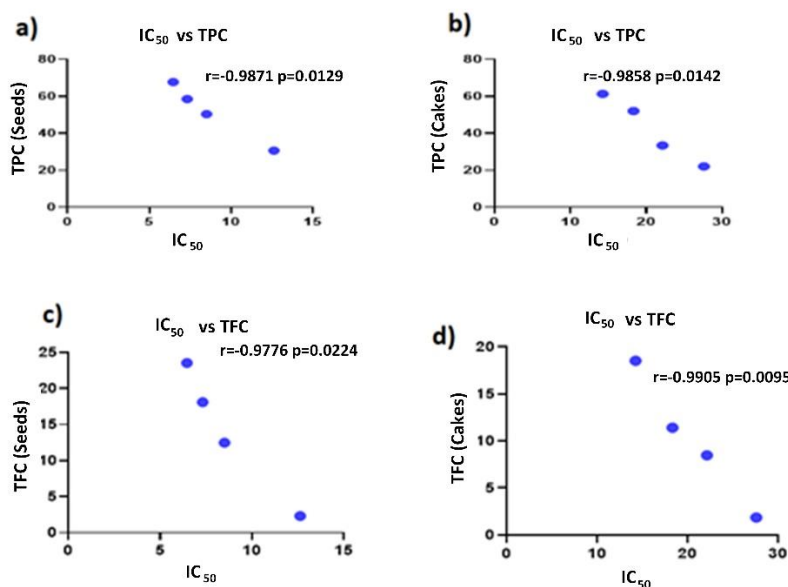 a)
IC50 vs TPC
r=-0.9871 p=0.0129
TPC (Seeds)
80
60
40
20
0
0 5 10 15
IC50
b)
IC50 vs TPC
r=-0.9858 p=0.0142
TPC (Cakes)
80
60
40
20
0
0 10 20 30
IC50
c)
IC50 vs TFC
r=-0.9776 p=0.0224
TFC (Seeds)
25
20
15
10
5
0
0 5 10 15
IC50
d)
IC50 vs TFC
r=-0.9905 p=0.0095
TFC (Cakes)
20
15
10
5
0
0 10 20 30
IC50